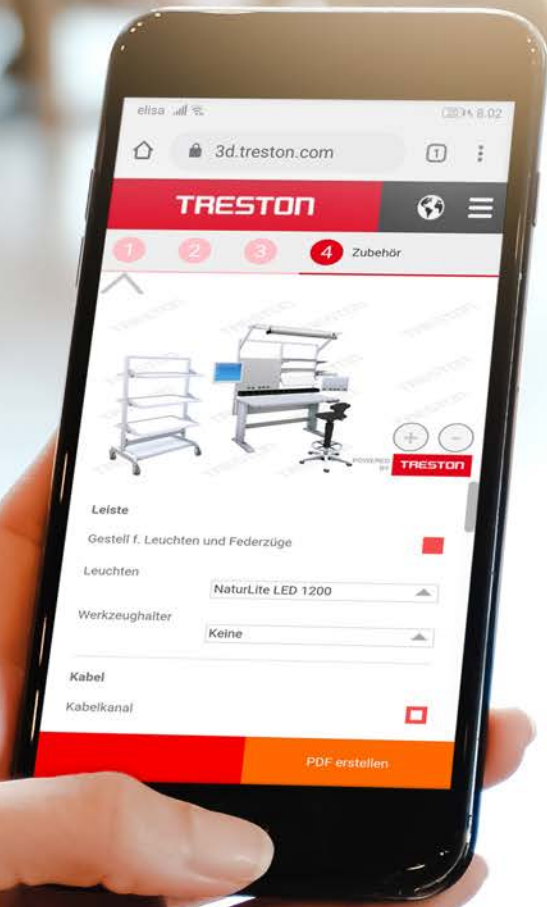 elisa
8.02
3d.treston.com
1
TRESTON
1 2 3 4 Zubehör
POWERED BY TRESTON
Leiste
Gestell f. Leuchten und Federzüge
Leuchten
NaturLite LED 1200
Werkzeughalter
Keine
Kabel
Kabelkanal
PDF erstellen